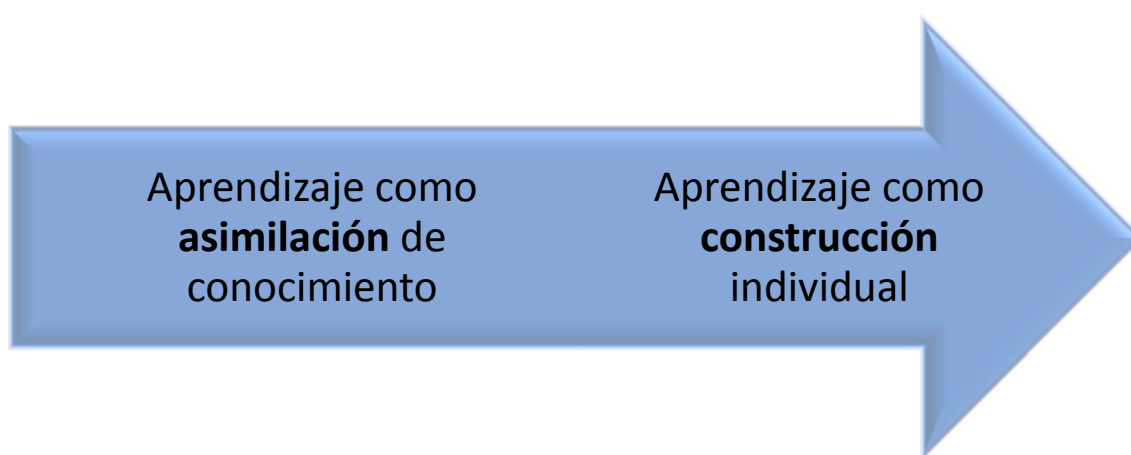 Aprendizaje como
asimilación de
conocimiento
Aprendizaje como
construcción
individual